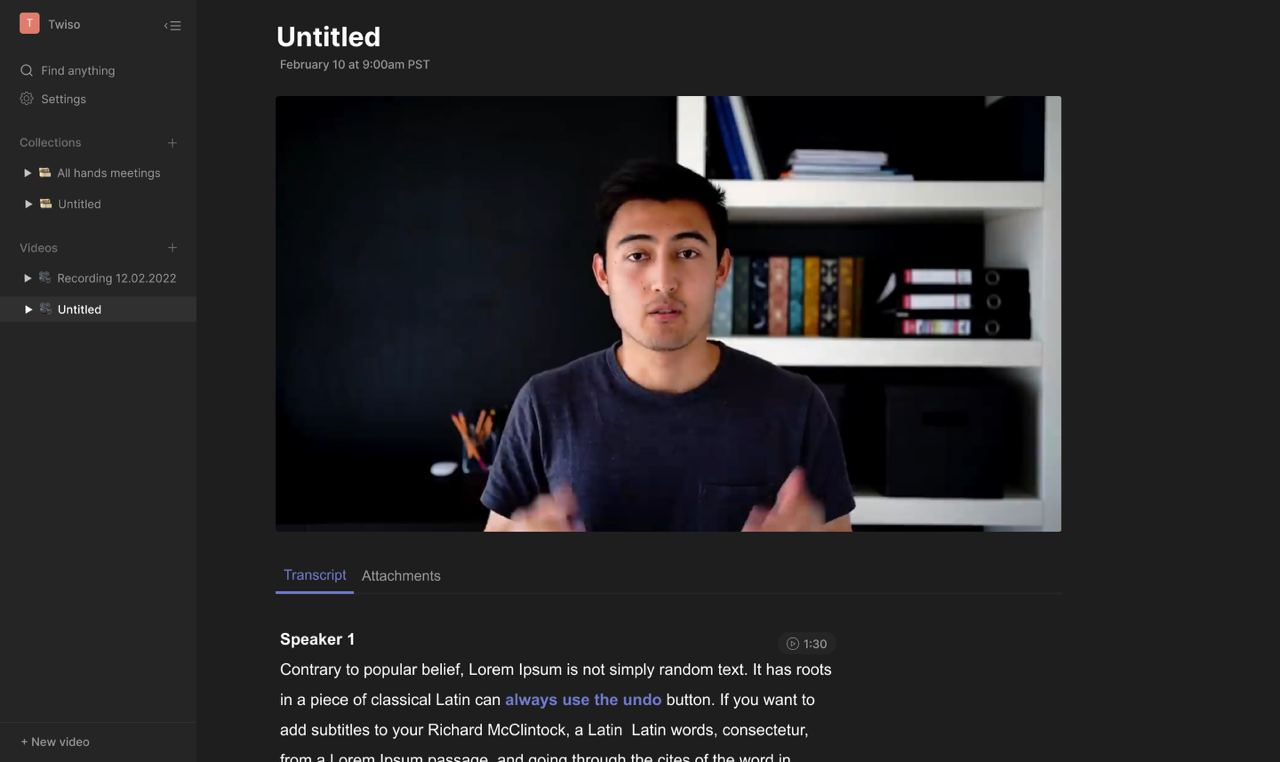 T Twiso
Find anything
Settings
Collections +
All hands meetings
Untitled
Videos +
Recording 12.02.2022
Untitled
+ New video
Untitled
February 10 at 9:00am PST
Transcript Attachments
Speaker 1 1:30
Contrary to popular belief, Lorem Ipsum is not simply random text. It has roots
in a piece of classical Latin can always use the undo button. If you want to
add subtitles to your Richard McClintock, a Latin  Latin words, consectetur,
from a Lorem Ipsum passage, and going through the cites of the word in